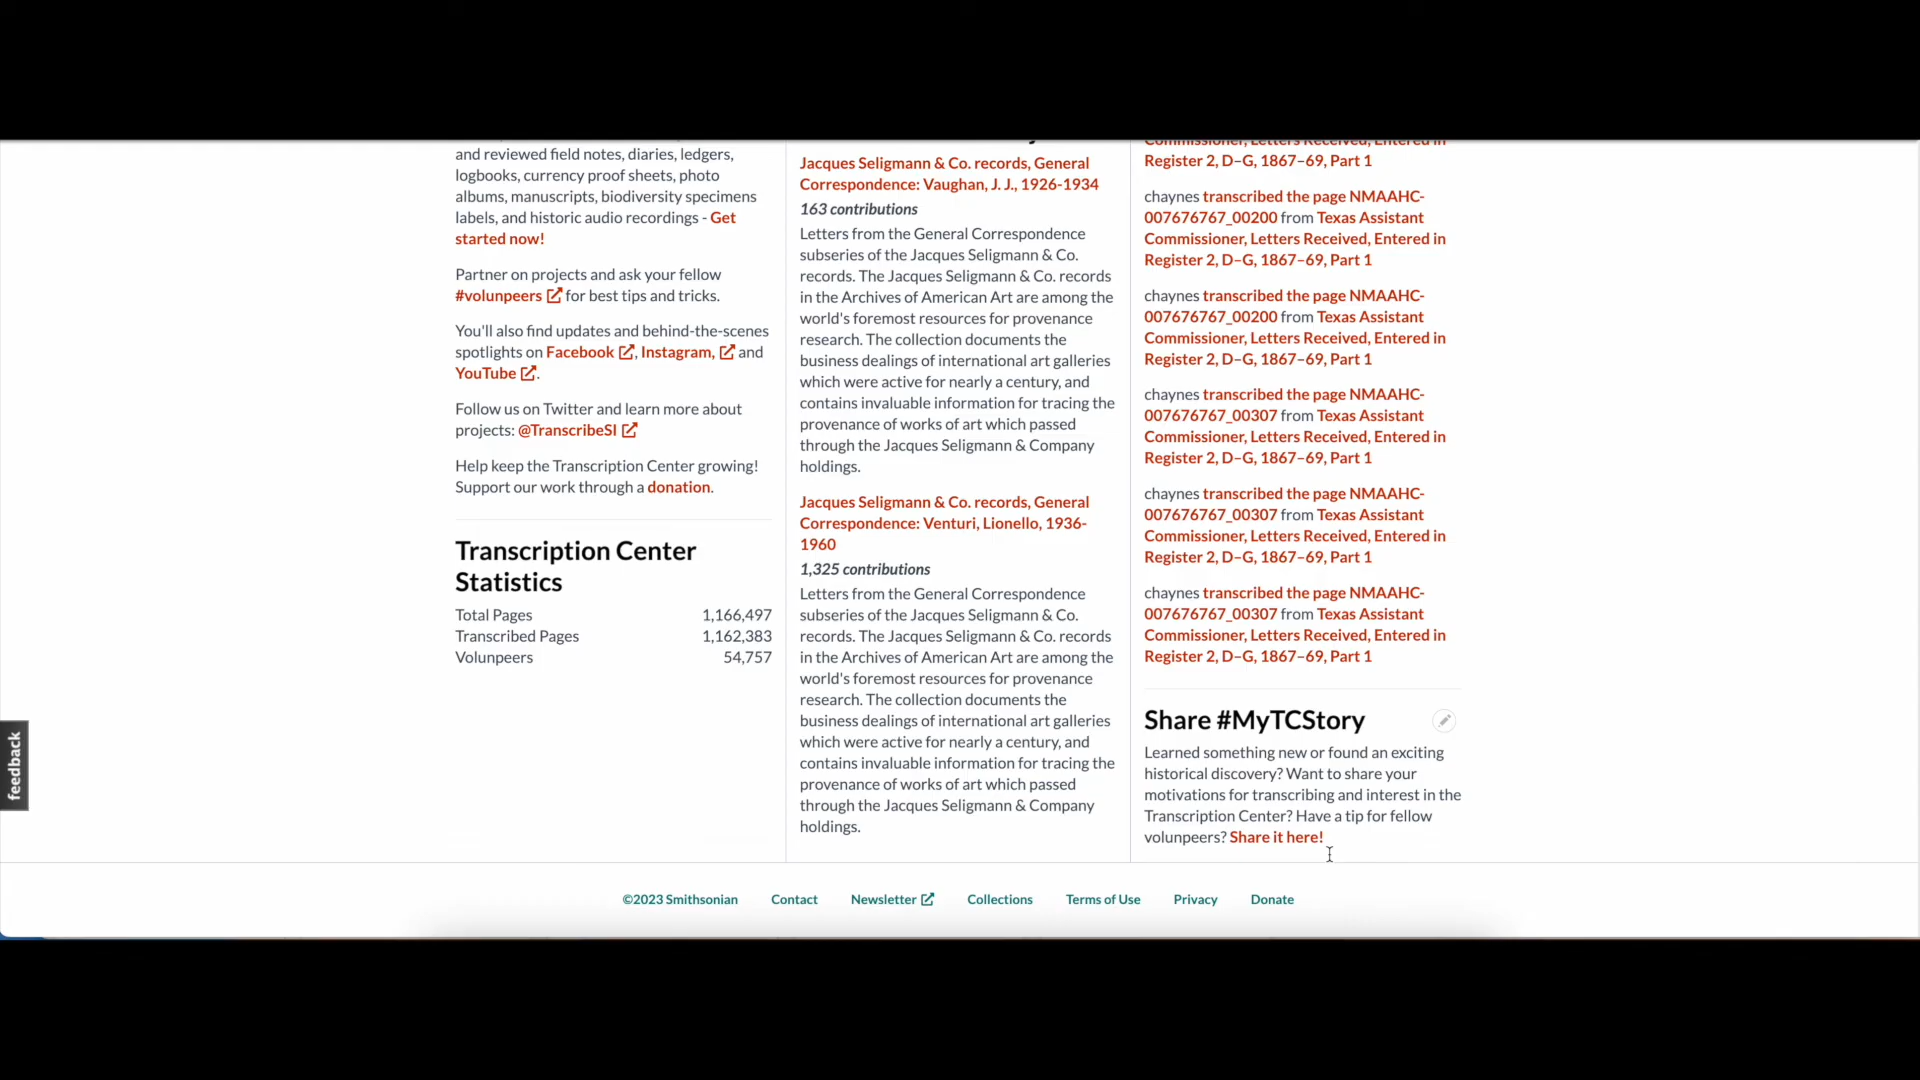 and reviewed field notes, diaries, ledgers,
logbooks, currency proof sheets, photo
albums, manuscripts, biodiversity specimens
labels, and historic audio recordings - Get
started now!
Partner on projects and ask your fellow
#volunpeers for best tips and tricks.
You'll also find updates and behind-the-scenes
spotlights on Facebook, Instagram, and
YouTube.
Follow us on Twitter and learn more about
projects: @TranscribeSI
Help keep the Transcription Center growing!
Support our work through a donation.
Transcription Center
Statistics
Total Pages 1,166,497
Transcribed Pages 1,162,383
Volunpeers 54,757
Jacques Seligmann & Co. records, General
Correspondence: Vaughan, J. J., 1926-1934
163 contributions
Letters from the General Correspondence
subseries of the Jacques Seligmann & Co.
records. The Jacques Seligmann & Co. records
in the Archives of American Art are among the
world's foremost resources for provenance
research. The collection documents the
business dealings of international art galleries
which were active for nearly a century, and
contains invaluable information for tracing the
provenance of works of art which passed
through the Jacques Seligmann & Company
holdings.
Jacques Seligmann & Co. records, General
Correspondence: Venturi, Lionello, 1936-
1960
1,325 contributions
Letters from the General Correspondence
subseries of the Jacques Seligmann & Co.
records. The Jacques Seligmann & Co. records
in the Archives of American Art are among the
world's foremost resources for provenance
research. The collection documents the
business dealings of international art galleries
which were active for nearly a century, and
contains invaluable information for tracing the
provenance of works of art which passed
through the Jacques Seligmann & Company
holdings.
Commissioner, Letters Received, Entered in
Register 2, D–G, 1867–69, Part 1
chaynes transcribed the page NMAAHC-
007676767_00200 from Texas Assistant
Commissioner, Letters Received, Entered in
Register 2, D–G, 1867–69, Part 1
chaynes transcribed the page NMAAHC-
007676767_00200 from Texas Assistant
Commissioner, Letters Received, Entered in
Register 2, D–G, 1867–69, Part 1
chaynes transcribed the page NMAAHC-
007676767_00307 from Texas Assistant
Commissioner, Letters Received, Entered in
Register 2, D–G, 1867–69, Part 1
chaynes transcribed the page NMAAHC-
007676767_00307 from Texas Assistant
Commissioner, Letters Received, Entered in
Register 2, D–G, 1867–69, Part 1
chaynes transcribed the page NMAAHC-
007676767_00307 from Texas Assistant
Commissioner, Letters Received, Entered in
Register 2, D–G, 1867–69, Part 1
Share #MyTCStory
Learned something new or found an exciting
historical discovery? Want to share your
motivations for transcribing and interest in the
Transcription Center? Have a tip for fellow
volunpeers? Share it here!
feedback
©2023 Smithsonian Contact Newsletter Collections Terms of Use Privacy Donate